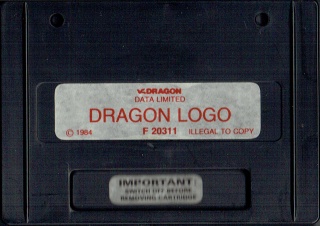 DRAGON
DATA LIMITED
DRAGON LOGO
© 1984 F 20311 ILLEGAL TO COPY
IMPORTANT:
SWITCH OFF BEFORE
REMOVING CARTRIDGE